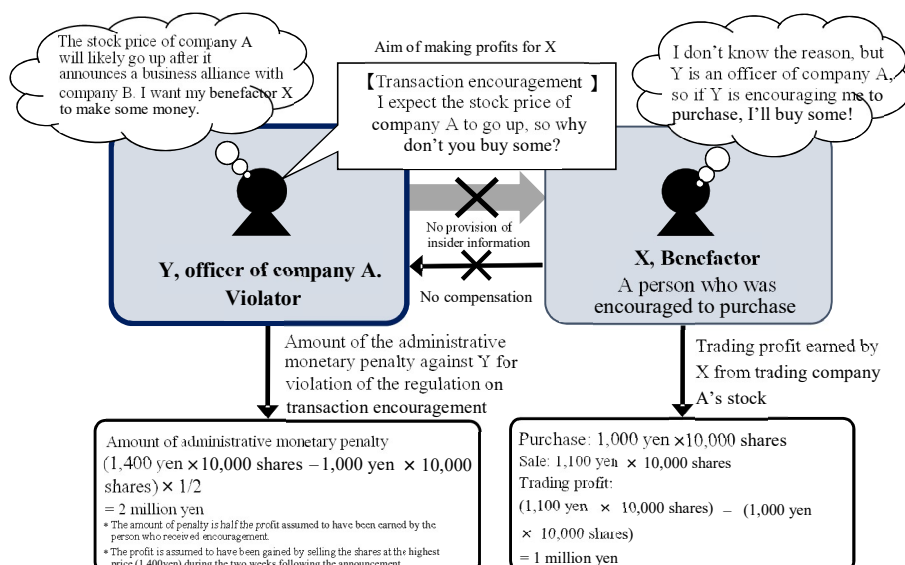 The stock price of company A
will likely go up after it
announces a business alliance with
company B. I want my benefactor X
to make some money.
Aim of making profits for X
【Transaction encouragement】
I expect the stock price of
company A to go up, so why
don't you buy some?
I don't know the reason, but
Y is an officer of company A,
so if Y is encouraging me to
purchase, I'll buy some!
No provision of
insider information
No compensation
Y, officer of company A.
Violator
X, Benefactor
A person who was
encouraged to purchase
Amount of the administrative
monetary penalty against Y for
violation of the regulation on
transaction encouragement
Trading profit earned by
X from trading company
A's stock
Amount of administrative monetary penalty
(1,400 yen ×10,000 shares – 1,000 yen × 10,000
shares) × 1/2
= 2 million yen
* The amount of penalty is half the profit assumed to have been earned by the
person who received encouragement.
* The profit is assumed to have been gained by selling the shares at the highest
price (1,400yen) during the two weeks following the announcement.
Purchase: 1,000 yen ×10,000 shares
Sale: 1,100 yen × 10,000 shares
Trading profit:
(1,100 yen × 10,000 shares) – (1,000 yen
× 10,000 shares)
= 1 million yen